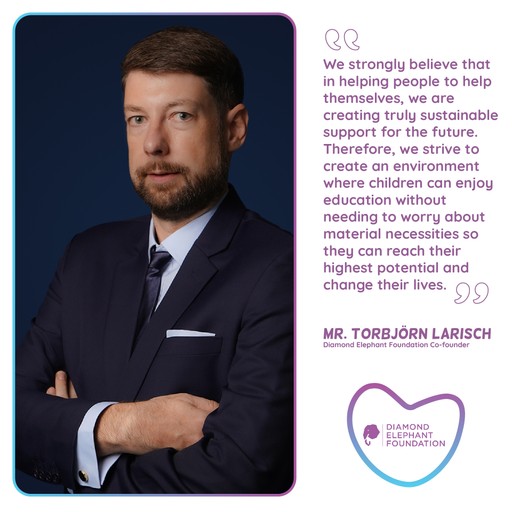 We strongly believe that
in helping people to help
themselves, we are
creating truly sustainable
support for the future.
Therefore, we strive to
create an environment
where children can enjoy
education without
needing to worry about
material necessities so
they can reach their
highest potential and
change their lives.
MR. TORBJÖRN LARISCH
Diamond Elephant Foundation Co-founder
DIAMOND
ELEPHANT
FOUNDATION